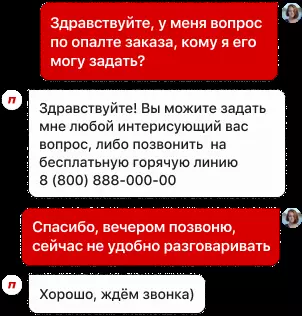 Здравствуйте, у меня вопрос
по опалте заказа, кому я его
могу задать?
п
Здравствуйте! Вы можите задать
мне любой интерисующий вас
вопрос, либо позвонить на
бесплатьную горячую линию
8 (800) 888-000-00
Спасибо, вечером позвоню,
сейчас не удобно разговаривать
п
Хорошо, ждём звонка)